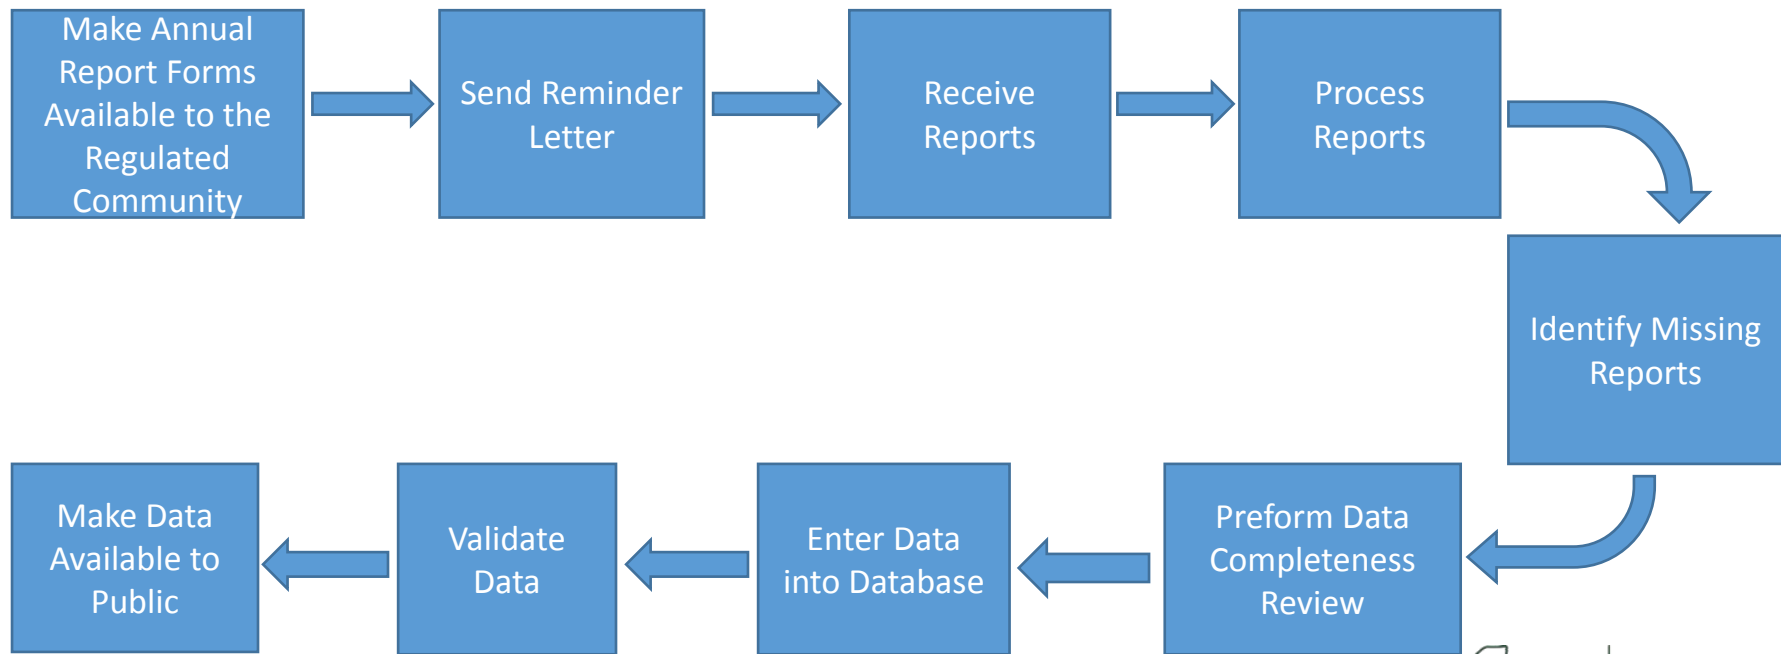 Make Annual
Report Forms
Available to the
Regulated
Community
Send Reminder
Letter
Receive
Reports
Process
Reports
Identify Missing
Reports
Preform Data
Completeness
Review
Enter Data
into Database
Validate
Data
Make Data
Available to
Public